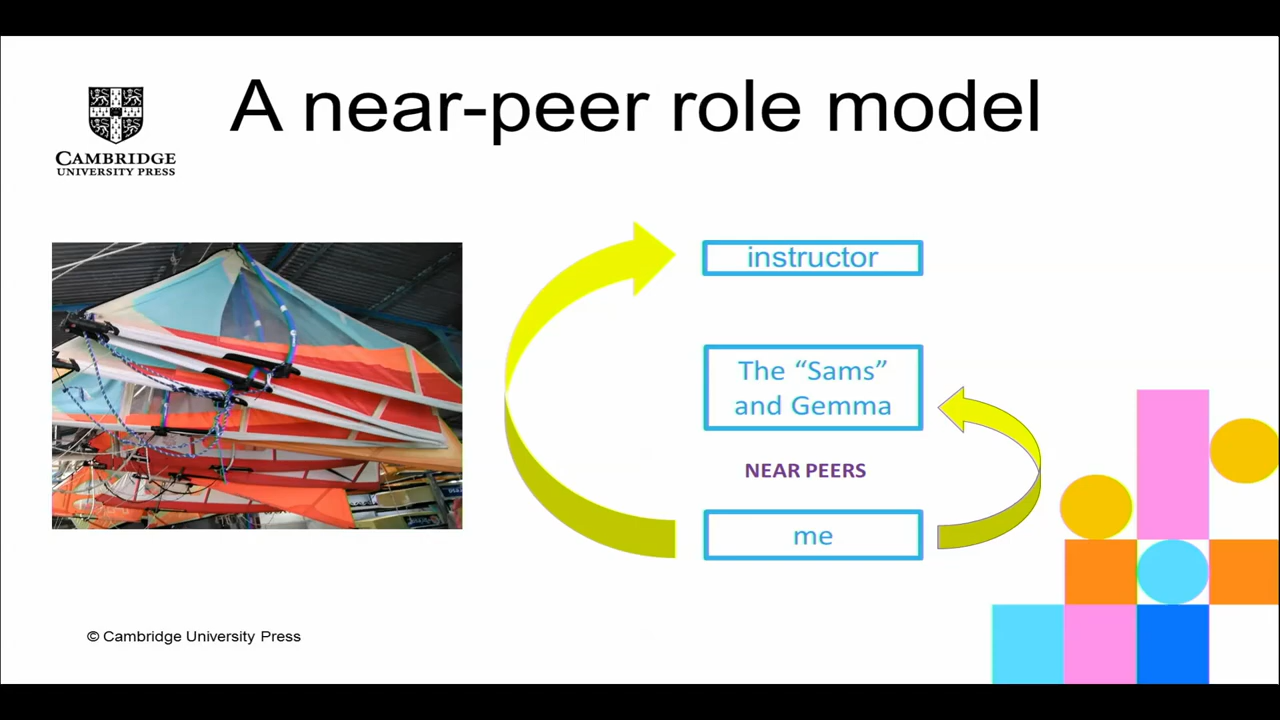 A near-peer role model
CAMBRIDGE
UNIVERSITY PRESS
instructor
The “Sams”
and Gemma
NEAR PEERS
me
© Cambridge University Press